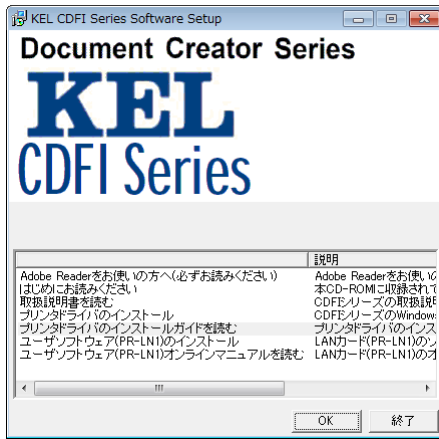 KEL CDFI Series Software Setup
Document Creator Series
KEL
CDFI Series
説明
Adobe Readerをお使いの方へ(必ずお読みください) Adobe Readerをお使い
はじめにお読みください 本CD-ROMに収録されて
取扱説明書を読む CDFIシリーズの取扱説
プリンタドライバのインストール CDFIシリーズのWindow
プリンタドライバのインストールガイドを読む プリンタドライバのインス
ユーザソフトウェア(PR-LN1)のインストール LANカード(PR-LN1)の
ユーザソフトウェア(PR-LN1)オンラインマニュアルを読む LANカード(PR-LN1)の
OK 終了